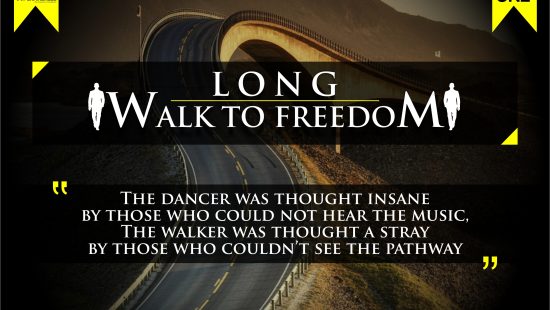 LONG
WALK TO FREEDOM
"
THE DANCER WAS THOUGHT INSANE
BY THOSE WHO COULD NOT HEAR THE MUSIC,
THE WALKER WAS THOUGHT A STRAY
BY THOSE WHO COULDN'T SEE THE PATHWAY
"